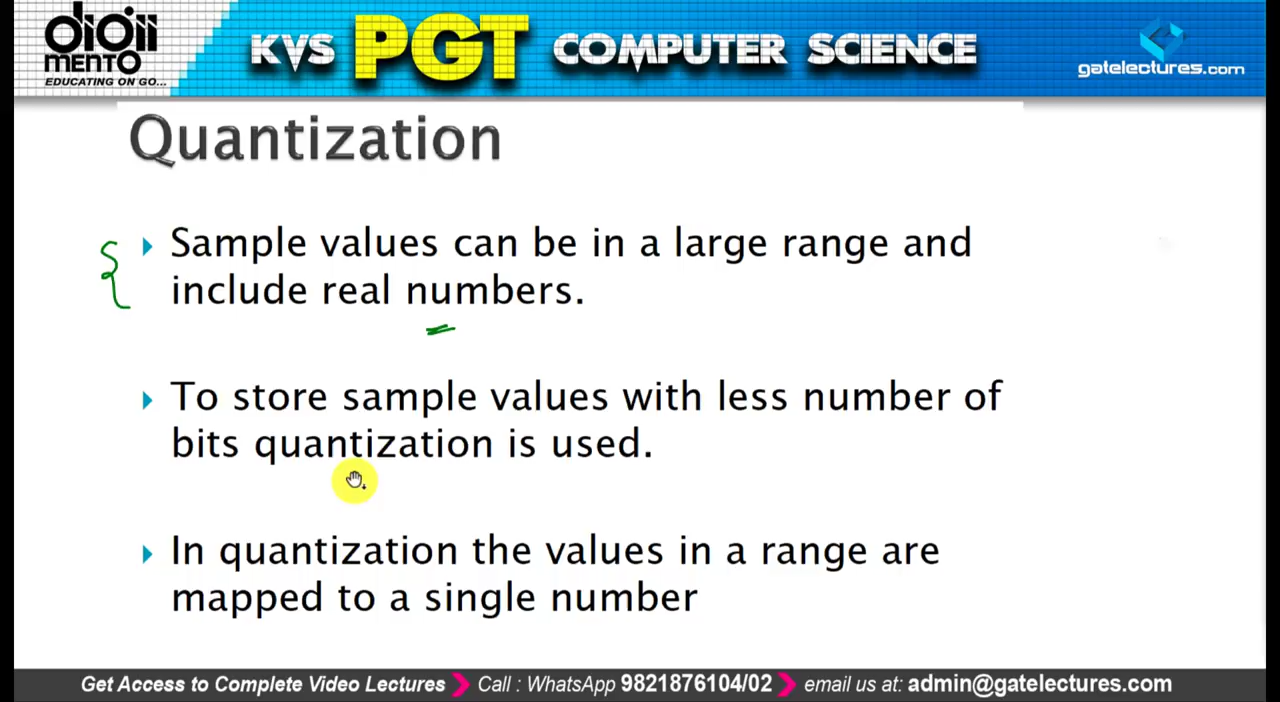 digii
mento
EDUCATING ON GO...
KVS PGT COMPUTER SCIENCE
gatelectures.com
Quantization
Sample values can be in a large range and
include real numbers.
To store sample values with less number of
bits quantization is used.
In quantization the values in a range are
mapped to a single number
Get Access to Complete Video Lectures Call : WhatsApp 9821876104/02 email us at: admin@gatelectures.com